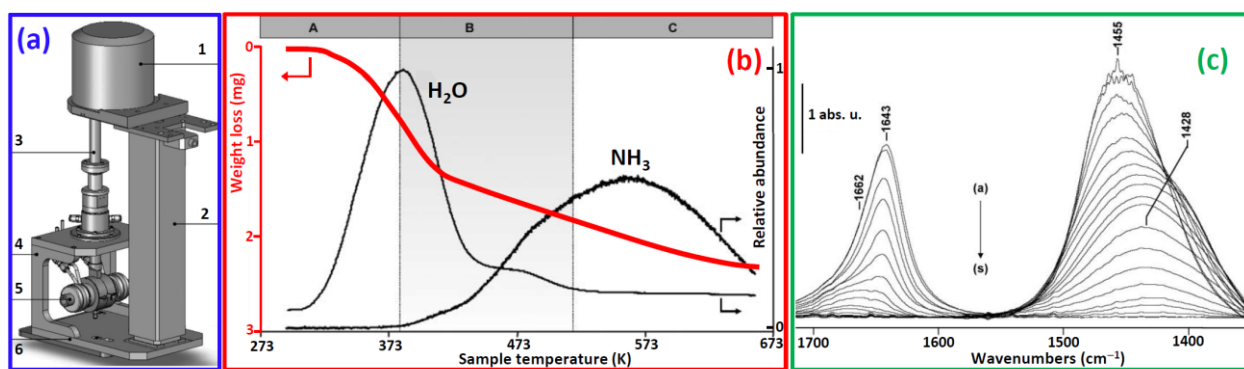 (a)
1
2
3
4
5
6
A
B
C
(b)
0
1
2
3
Weight loss (mg)
H₂O
NH₃
1
0
Relative abundance
273
373
473
573
673
Sample temperature (K)
(c)
1 abs. u.
1643
1662
1455
1428
(a)
(s)
1700
1600
1500
1400
Wavenumbers (cm⁻¹)